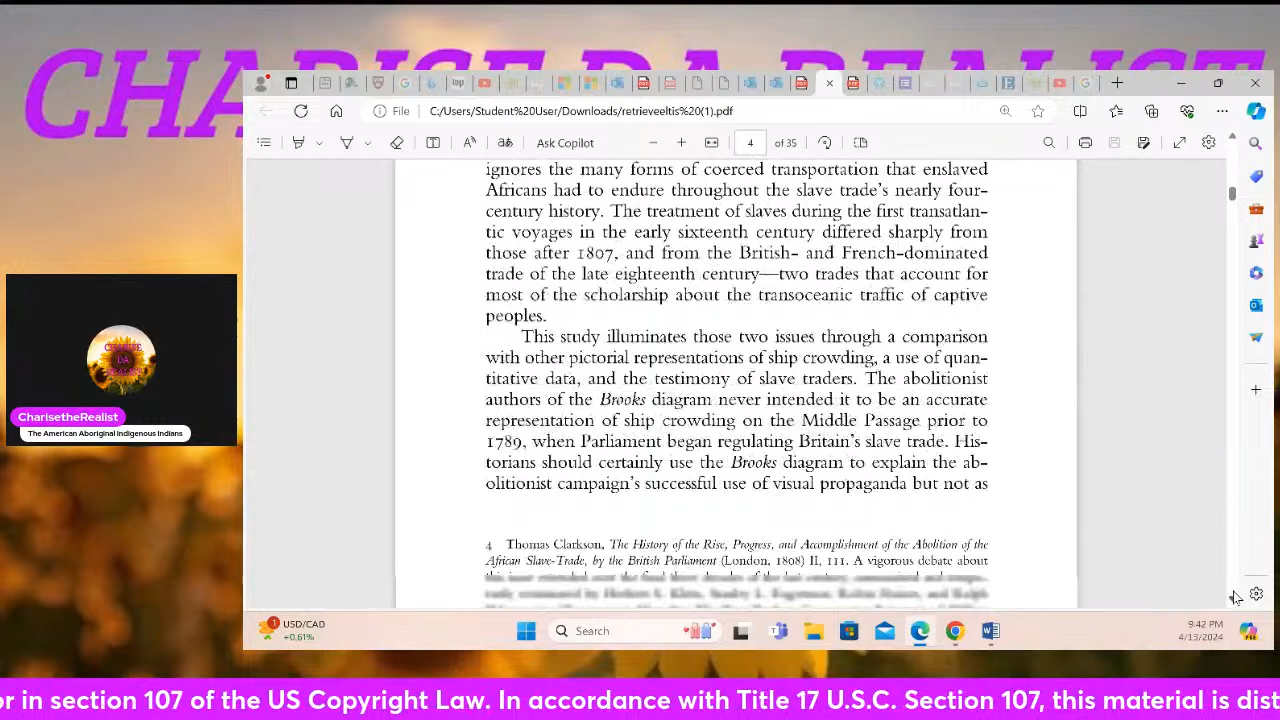 CHARISE DA REALIST
File C:/Users/Student%20User/Downloads/retrieveeltis%20(1).pdf
Ask Copilot 4 of 35
ignores the many forms of coerced transportation that enslaved
Africans had to endure throughout the slave trade's nearly four-
century history. The treatment of slaves during the first transatlan-
tic voyages in the early sixteenth century differed sharply from
those after 1807, and from the British- and French-dominated
trade of the late eighteenth century—two trades that account for
most of the scholarship about the transoceanic traffic of captive
peoples.
This study illuminates those two issues through a comparison
with other pictorial representations of ship crowding, a use of quan-
titative data, and the testimony of slave traders. The abolitionist
authors of the Brooks diagram never intended it to be an accurate
representation of ship crowding on the Middle Passage prior to
1789, when Parliament began regulating Britain's slave trade. His-
torians should certainly use the Brooks diagram to explain the ab-
olitionist campaign's successful use of visual propaganda but not as
4 Thomas Clarkson, The History of the Rise, Progress, and Accomplishment of the Abolition of the
African Slave-Trade, by the British Parliament (London, 1808) II, 111. A vigorous debate about
CHARISE
DA
REALIST
CharisetheRealist
The American Aboriginal Indigenous Indians
1
USD/CAD
+0.61%
Search
9:42 PM
4/13/2024
or in section 107 of the US Copyright Law. In accordance with Title 17 U.S.C. Section 107, this material is dist